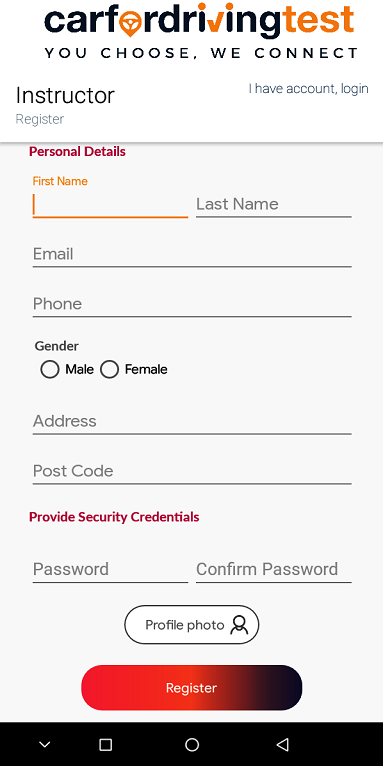 carfordrivingtest
YOU CHOOSE, WE CONNECT
Instructor
I have account, login
Register
Personal Details
First Name
Last Name
Email
Phone
Gender
Male Female
Address
Post Code
Provide Security Credentials
Password Confirm Password
Profile photo
Register